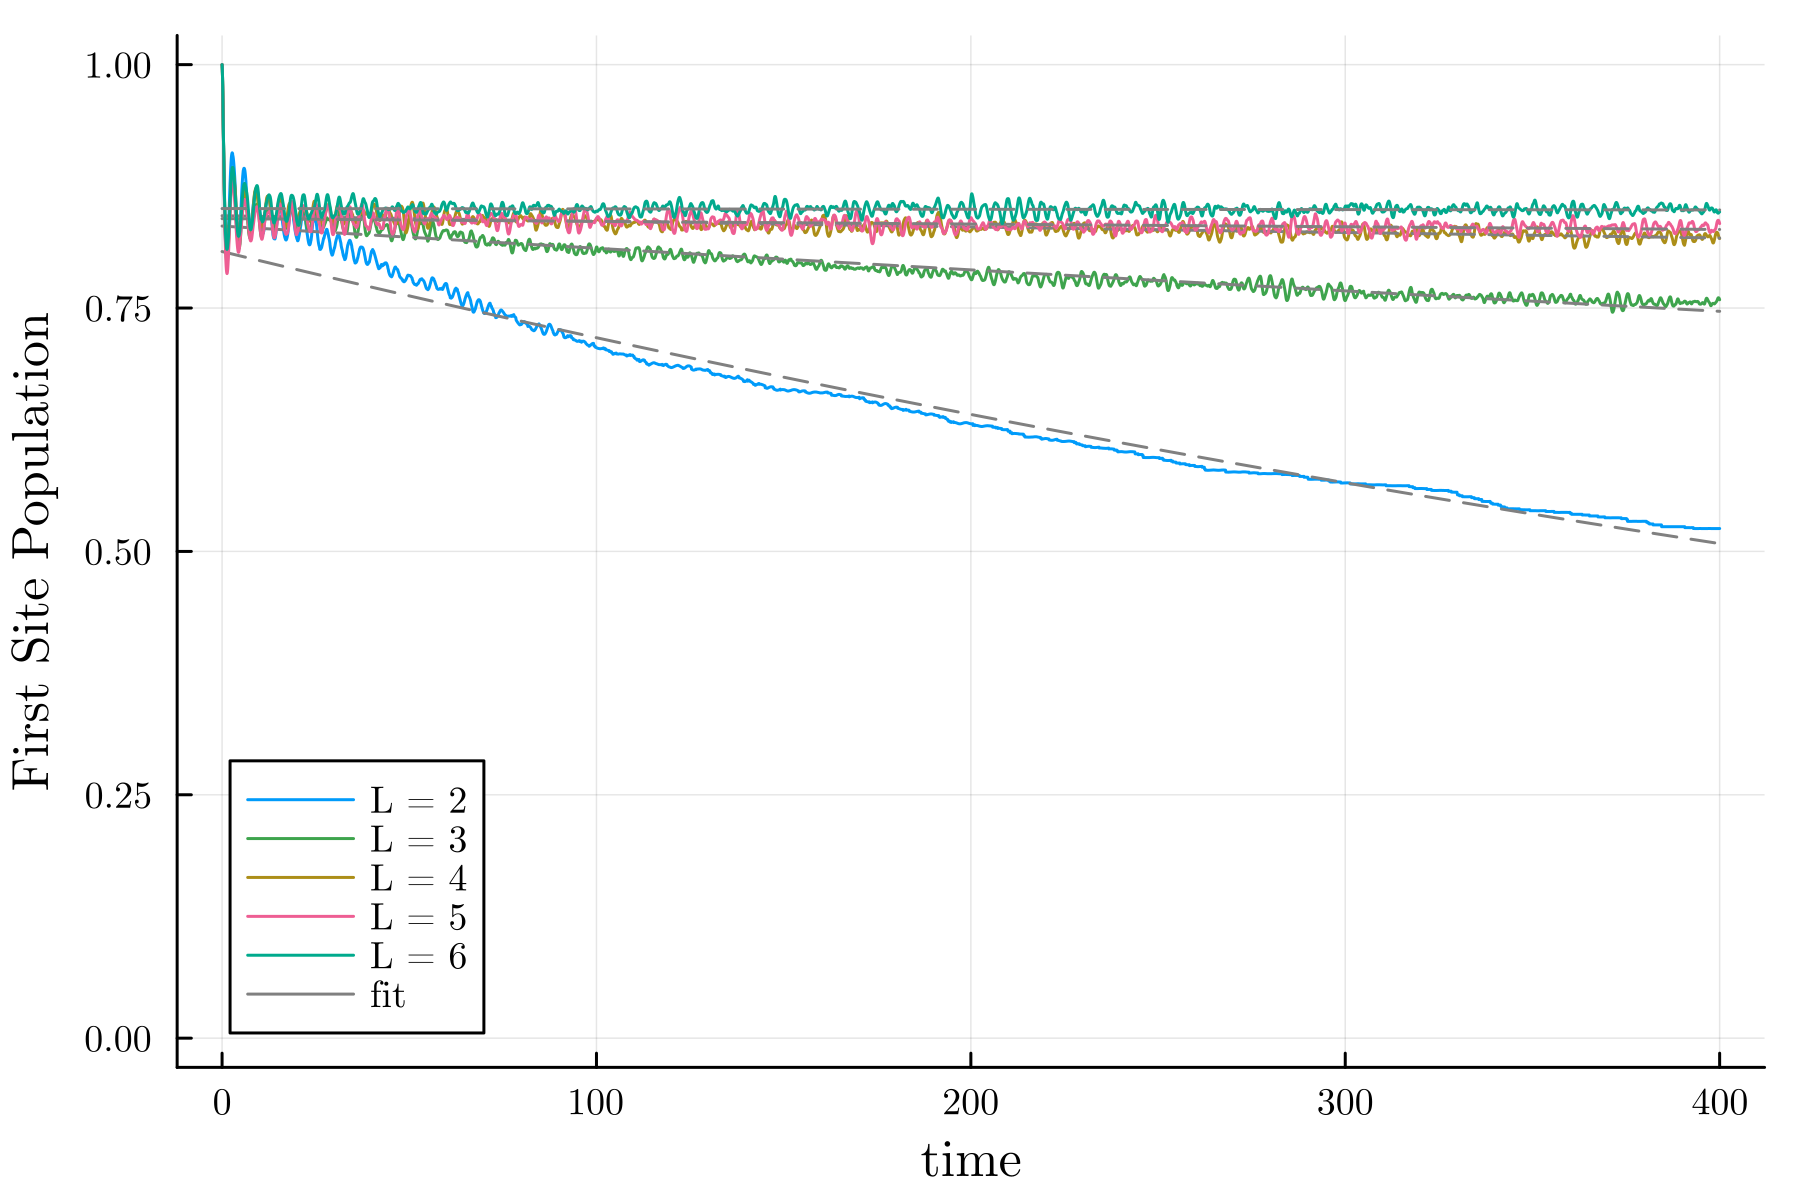 First Site Population
1.00
0.75
0.50
0.25
0.00
L = 2
L = 3
L = 4
L = 5
L = 6
fit
0 100 200 300 400
time